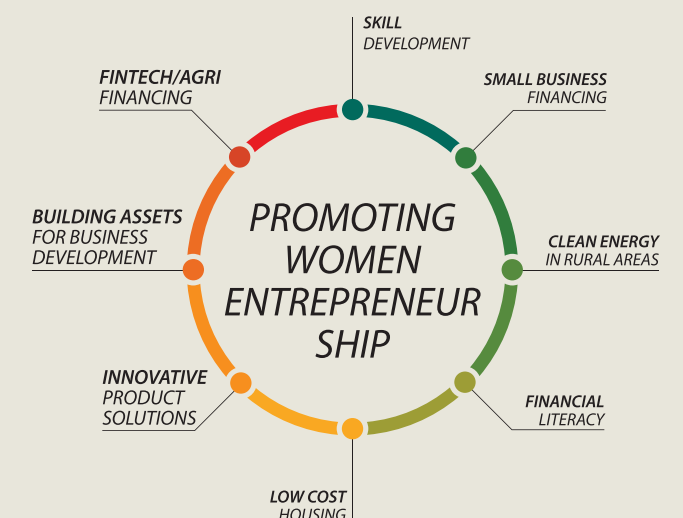 SKILL
DEVELOPMENT
FINTECH/AGRI
FINANCING
SMALL BUSINESS
FINANCING
BUILDING ASSETS
FOR BUSINESS
DEVELOPMENT
PROMOTING
WOMEN
ENTREPRENEUR
SHIP
CLEAN ENERGY
IN RURAL AREAS
INNOVATIVE
PRODUCT
SOLUTIONS
FINANCIAL
LITERACY
LOW COST
HOUSING